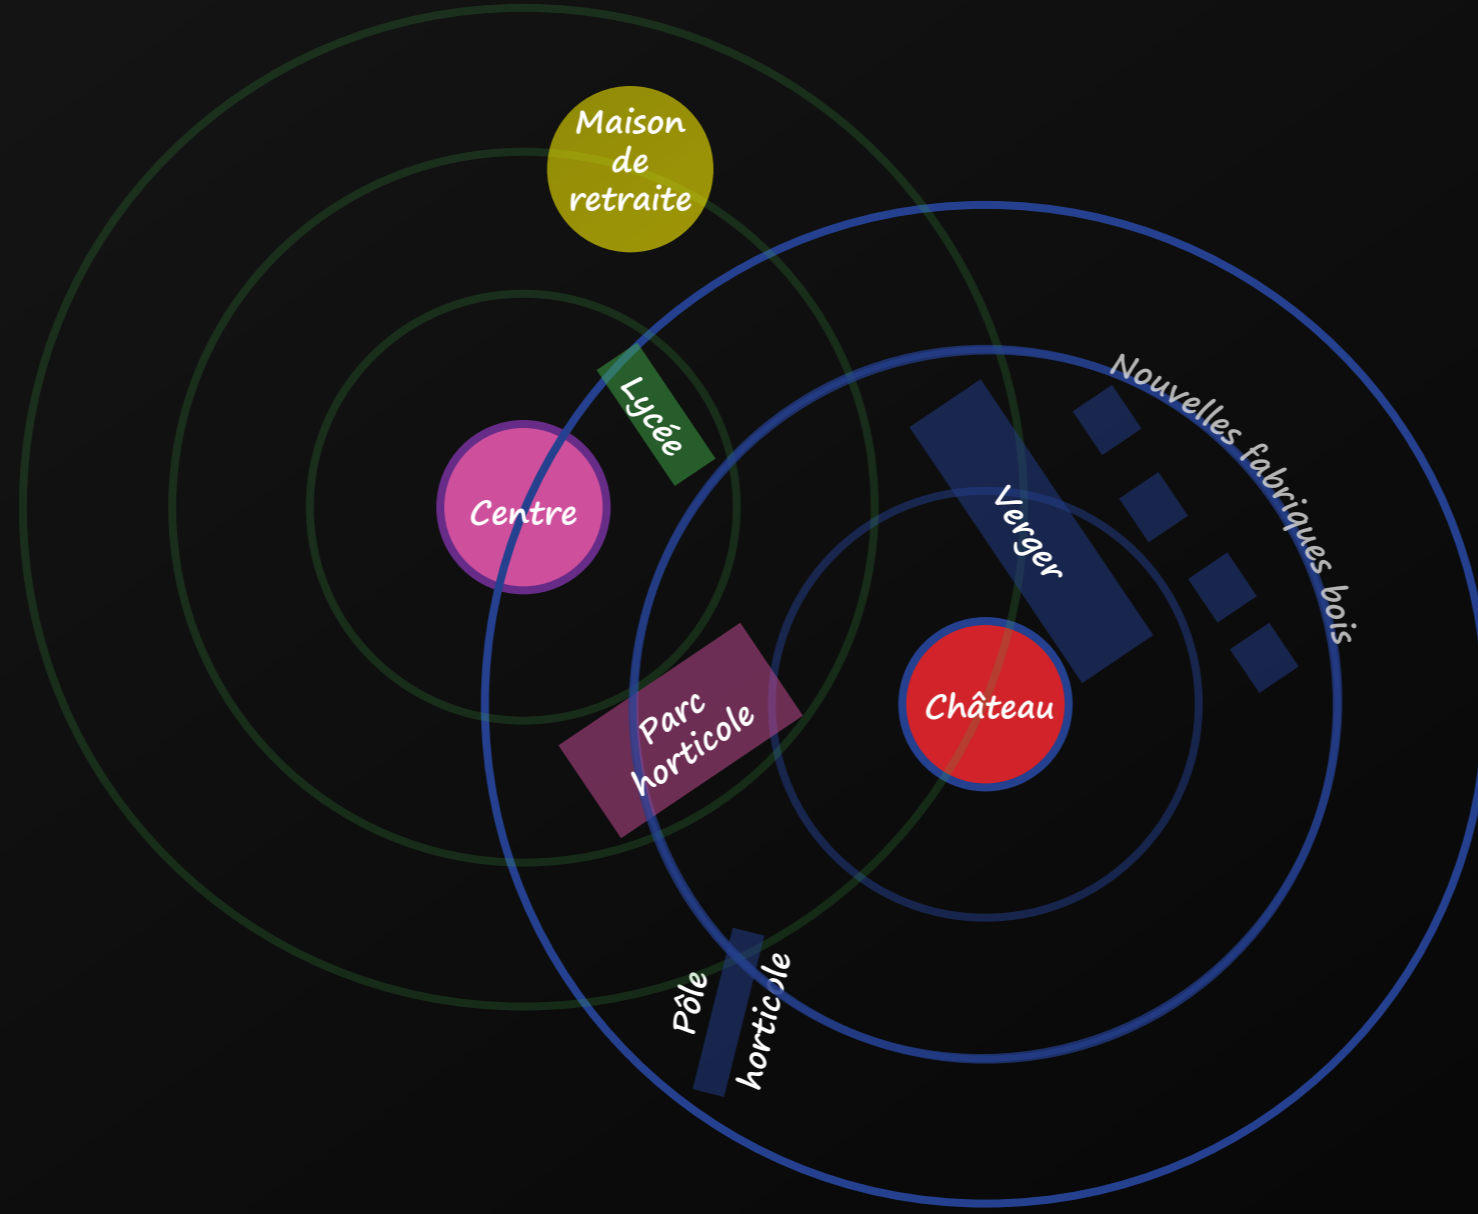 Maison
de
retraite
Lycée
Centre
Nouvelles fabriques bois
Verger
Château
Parc
horticole
Pôle
horticole